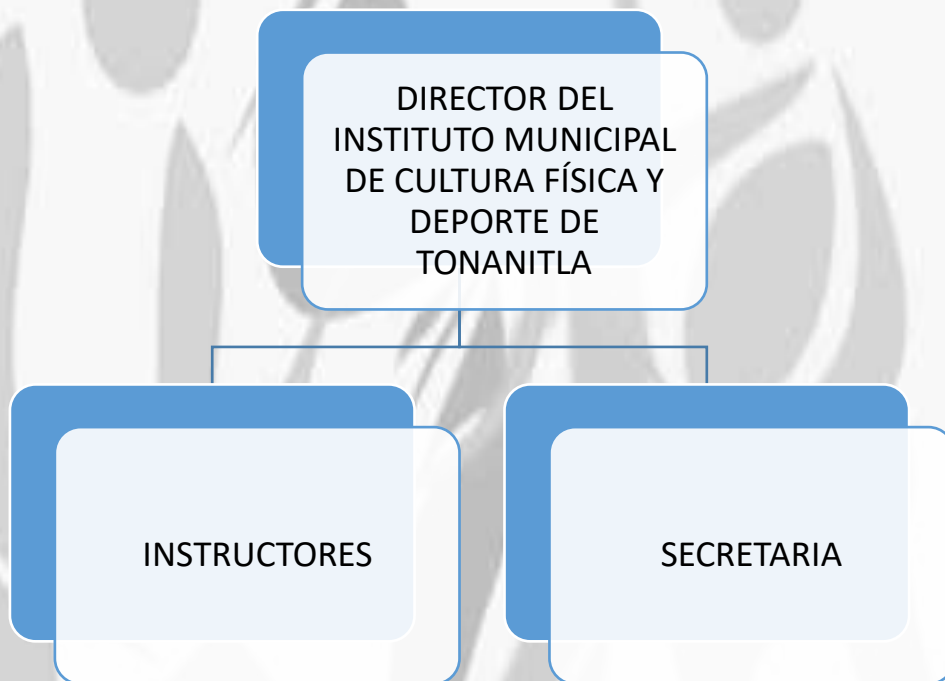 DIRECTOR DEL
INSTITUTO MUNICIPAL
DE CULTURA FÍSICA Y
DEPORTE DE
TONANITLA
INSTRUCTORES
SECRETARIA